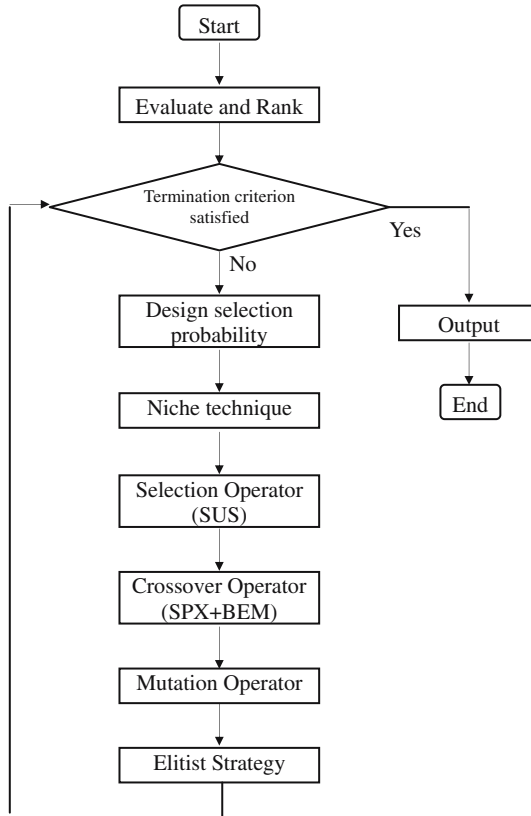 Start
Evaluate and Rank
Termination criterion
satisfied
Yes
No
Design selection
probability
Output
Niche technique
End
Selection Operator
(SUS)
Crossover Operator
(SPX+BEM)
Mutation Operator
Elitist Strategy